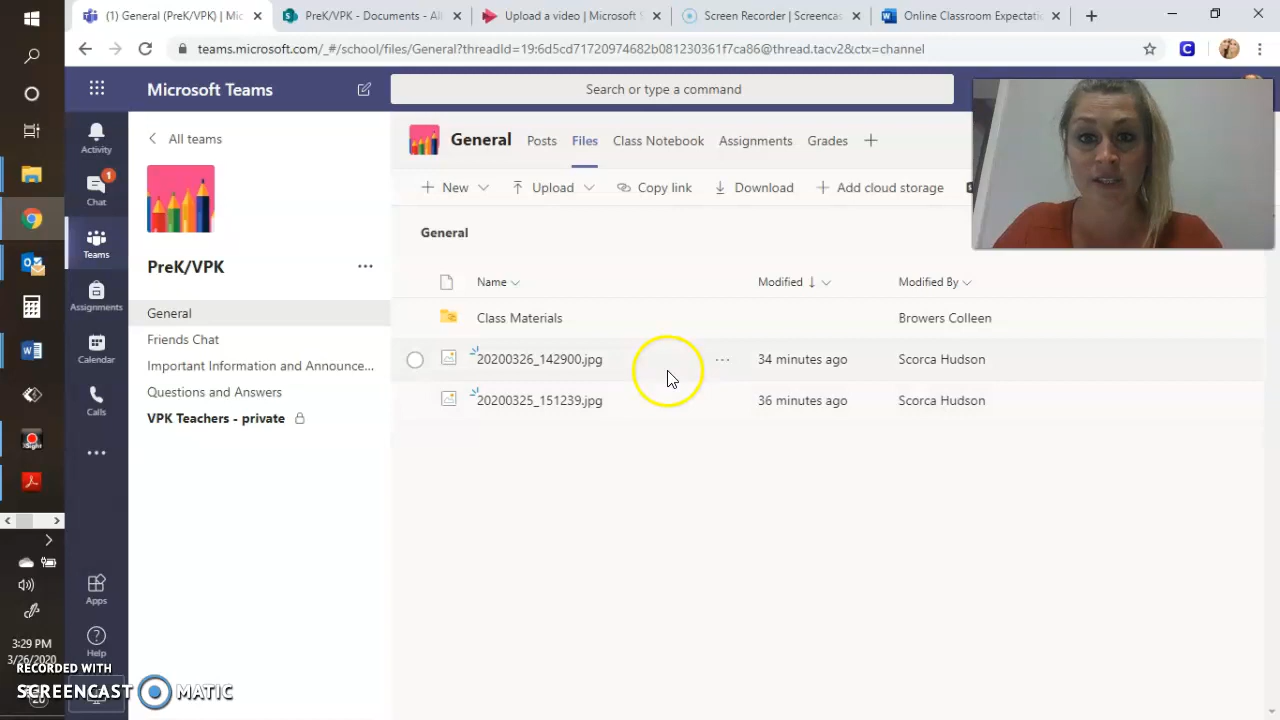 (1) General (PreK/VPK) | Mic
PreK/VPK - Documents - All
Upload a video | Microsoft
Screen Recorder | Screencas
Online Classroom Expectati
teams.microsoft.com/_#/school/files/General?threadId=19:6d5cd71720974682b081230361f7ca86@thread.tacv2&ctx=channel
Microsoft Teams
Search or type a command
Activity
Chat
1
Teams
Assignments
Calendar
Calls
Apps
Help
All teams
PreK/VPK
General
Friends Chat
Important Information and Announce...
Questions and Answers
VPK Teachers - private
General
Posts
Files
Class Notebook
Assignments
Grades
New
Upload
Copy link
Download
Add cloud storage
General
Name
Modified
Modified By
Class Materials
Browers Colleen
20200326_142900.jpg
34 minutes ago
Scorca Hudson
20200325_151239.jpg
36 minutes ago
Scorca Hudson
3:29 PM
3/26/2020
RECORDED WITH
SCREENCAST MATIC